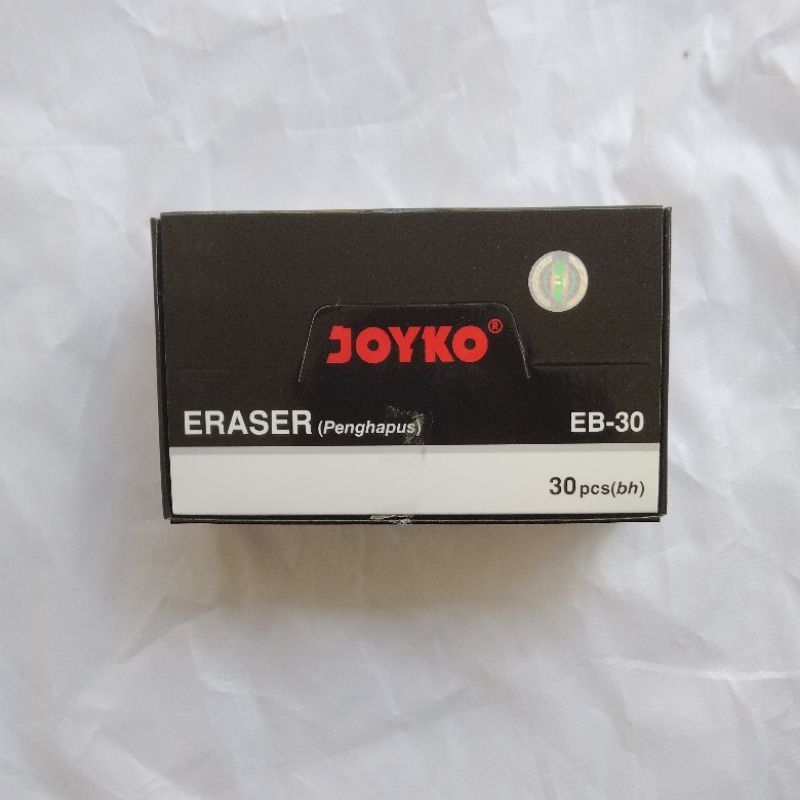 JOYKO®
ERASER (Penghapus) EB-30
30 pcs(bh)